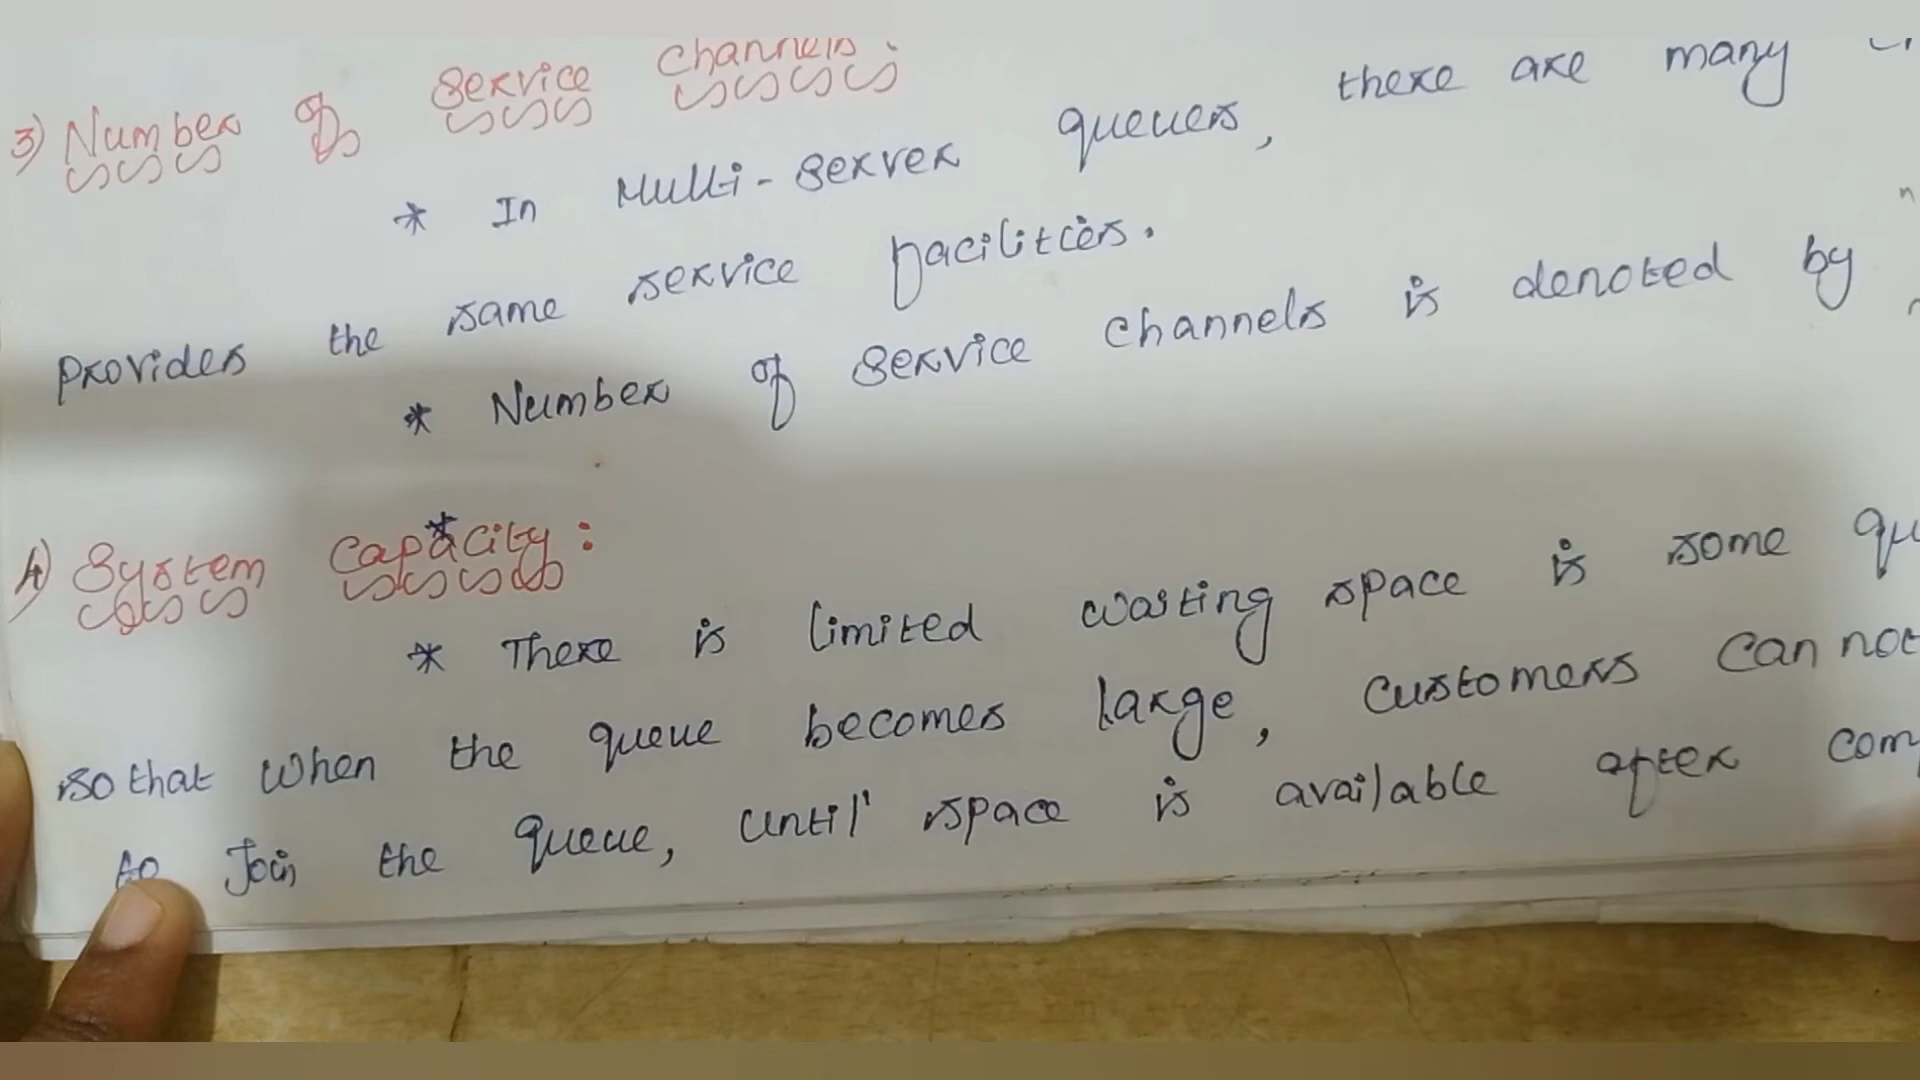 3) Number of Service Channels:
* In Multi-server queues, there are many
provides the same service facilities.
* Number of Service channels is denoted by
4) System Capacity:
* There is limited waiting space is some
so that when the queue becomes large, customers can not
to Join the queue, until space is available after